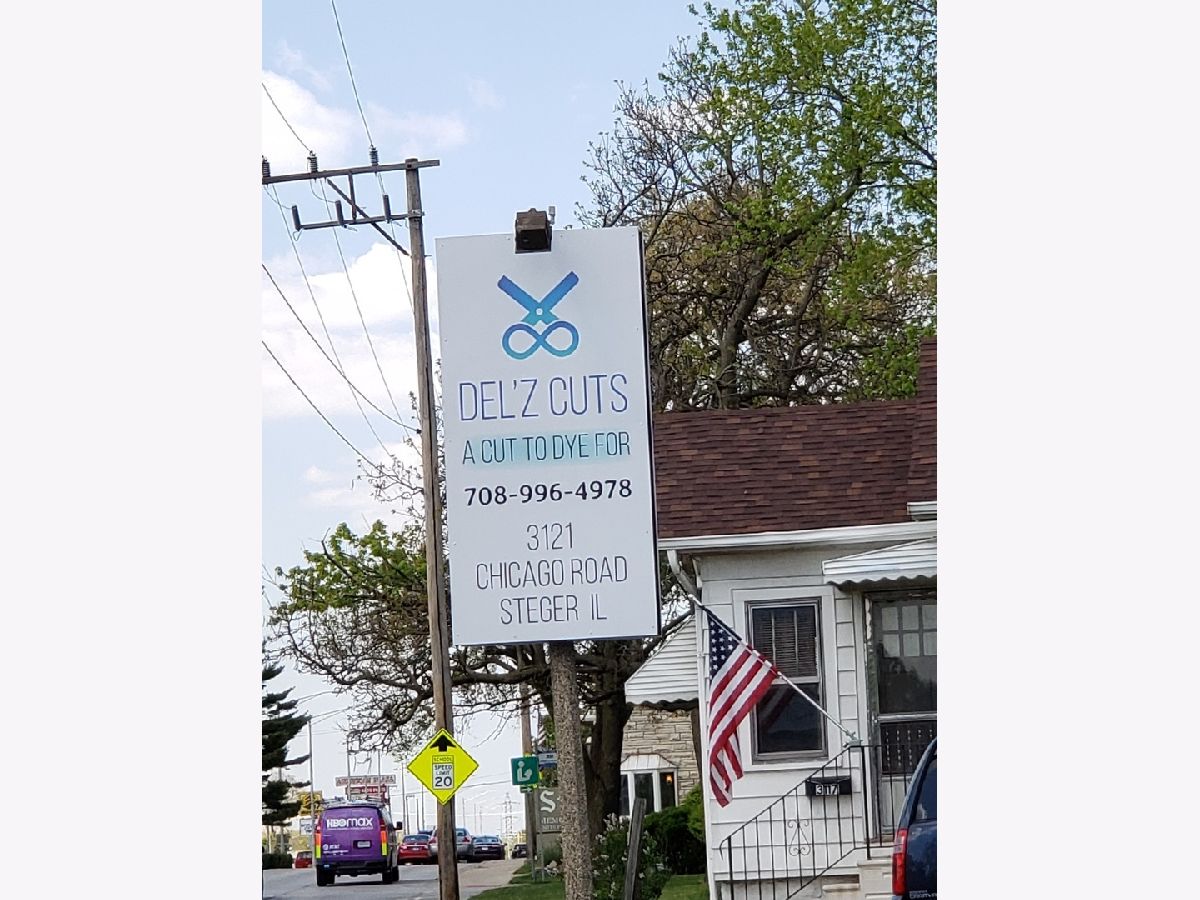 DEL'Z CUTS
A CUT TO DYE FOR
708-996-4978
3121
CHICAGO ROAD
STEGER IL
SCHOOL
SPEED
LIMIT
20
HBOmax
317